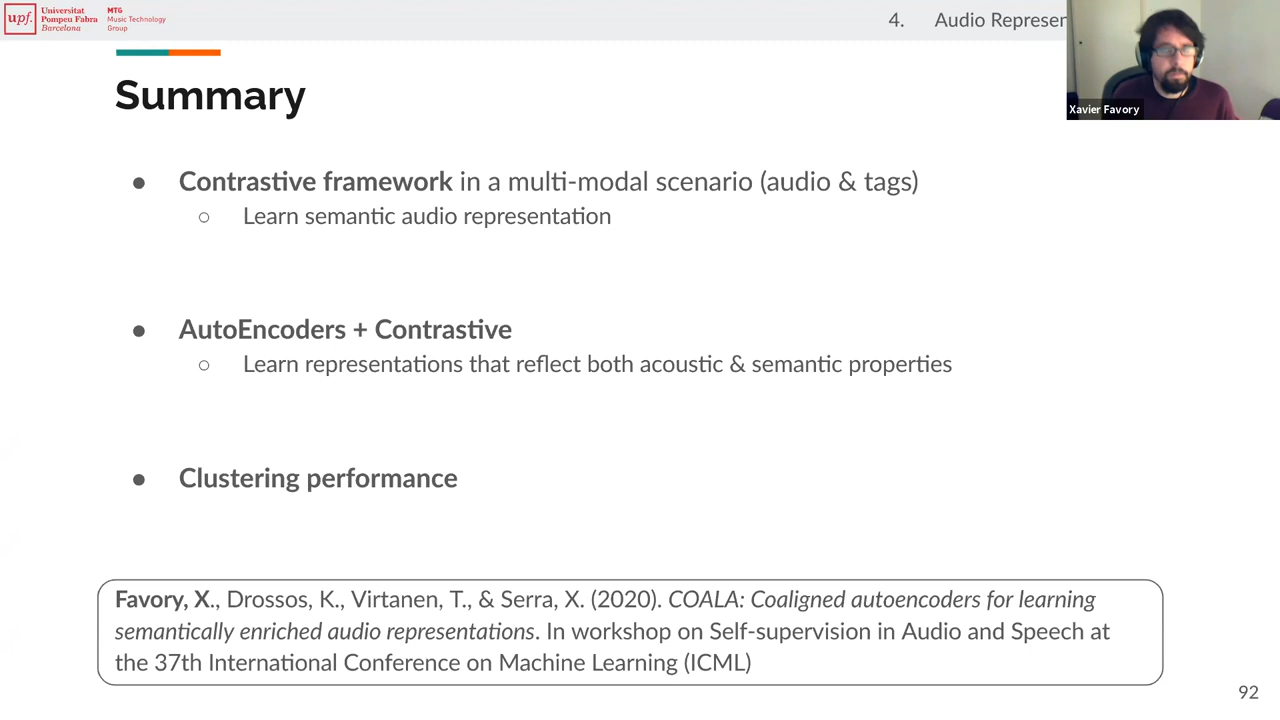 upf.
Universitat
Pompeu Fabra
Barcelona
MTG
Music Technology
Group
4. Audio Represen
Xavier Favory
Summary
● Contrastive framework in a multi-modal scenario (audio & tags)
○ Learn semantic audio representation
● AutoEncoders + Contrastive
○ Learn representations that reflect both acoustic & semantic properties
● Clustering performance
Favory, X., Drossos, K., Virtanen, T., & Serra, X. (2020). COALA: Coaligned autoencoders for learning
semantically enriched audio representations. In workshop on Self-supervision in Audio and Speech at
the 37th International Conference on Machine Learning (ICML)
92